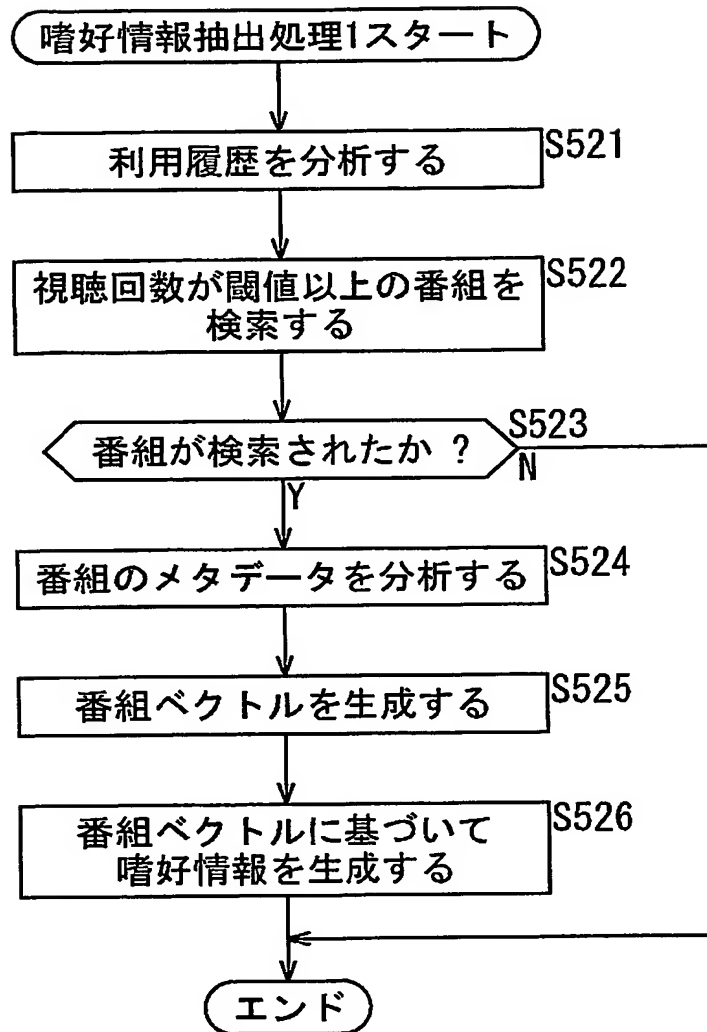 嗜好情報抽出処理1スタート
利用履歴を分析する
S521
視聴回数が閾値以上の番組を
検索する
S522
番組が検索されたか ?
S523
N
Y
番組のメタデータを分析する
S524
番組ベクトルを生成する
S525
番組ベクトルに基づいて
嗜好情報を生成する
S526
エンド